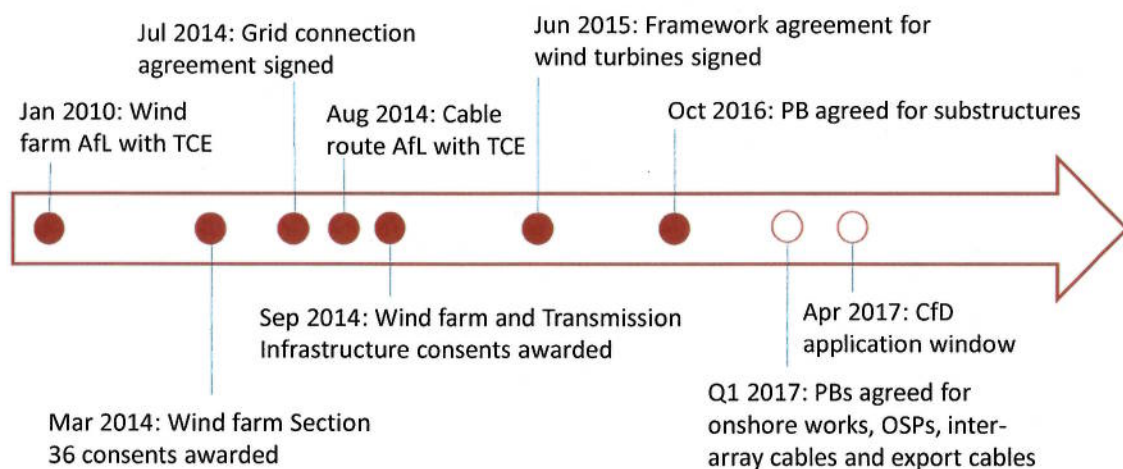 Jul 2014: Grid connection
agreement signed
Jun 2015: Framework agreement for
wind turbines signed
Jan 2010: Wind
farm AfL with TCE
Aug 2014: Cable
route AfL with TCE
Oct 2016: PB agreed for substructures
Sep 2014: Wind farm and Transmission
Infrastructure consents awarded
Apr 2017: CfD
application window
Mar 2014: Wind farm Section
36 consents awarded
Q1 2017: PBs agreed for
onshore works, OSPs, inter-
array cables and export cables